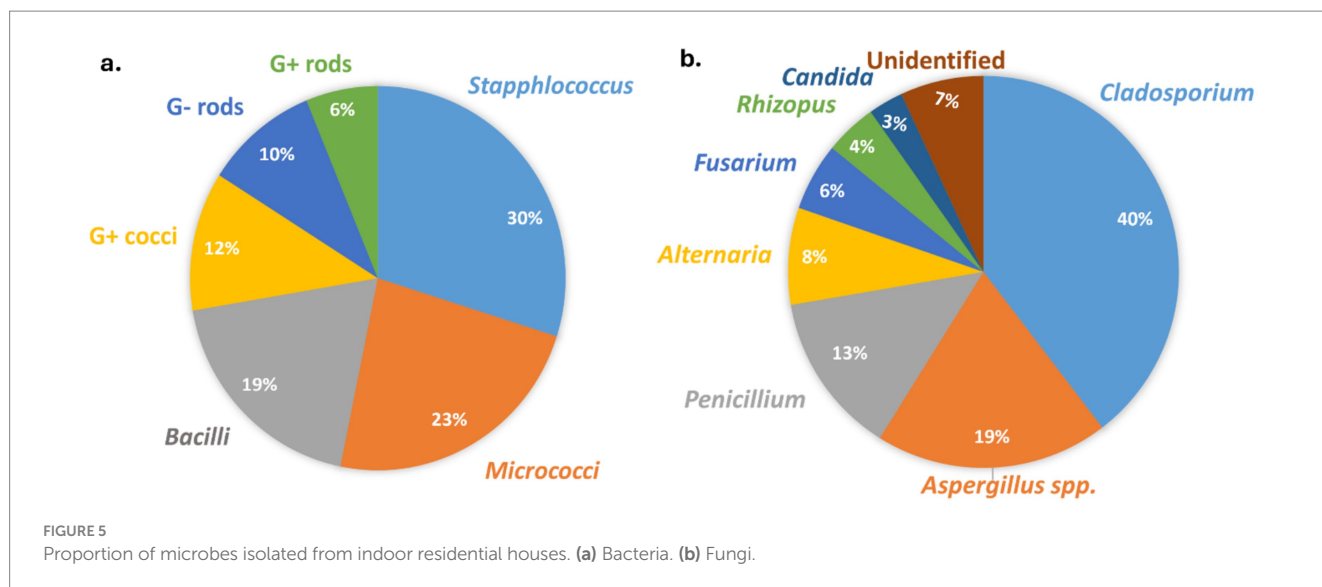 a.
G+ rods
6%
Stapphlococcus
30%
G- rods
10%
G+ cocci
12%
Bacilli
19%
23%
Micrococci
b.
Unidentified
7%
Candida
3%
Rhizopus
4%
Fusarium
6%
Alternaria
8%
Penicillium
13%
Cladosporium
40%
19%
Aspergillus spp.
FIGURE 5
Proportion of microbes isolated from indoor residential houses. (a) Bacteria. (b) Fungi.